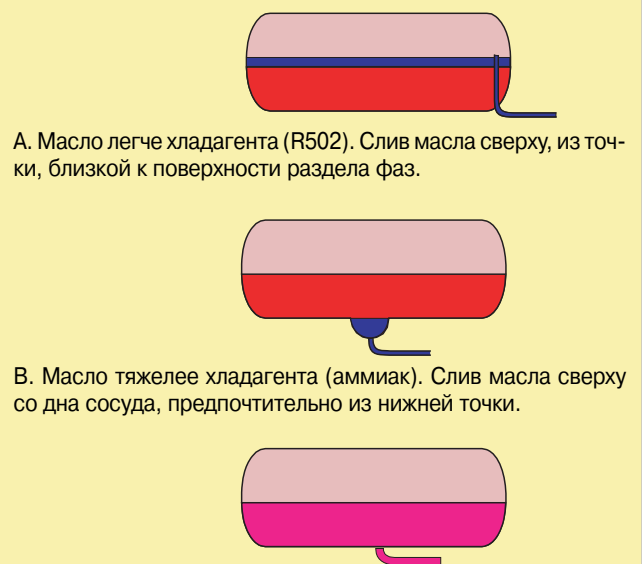 А. Масло легче хладагента (R502). Слив масла сверху, из точ-
ки, близкой к поверхности раздела фаз.
В. Масло тяжелее хладагента (аммиак). Слив масла сверху
со дна сосуда, предпочтительно из нижней точки.